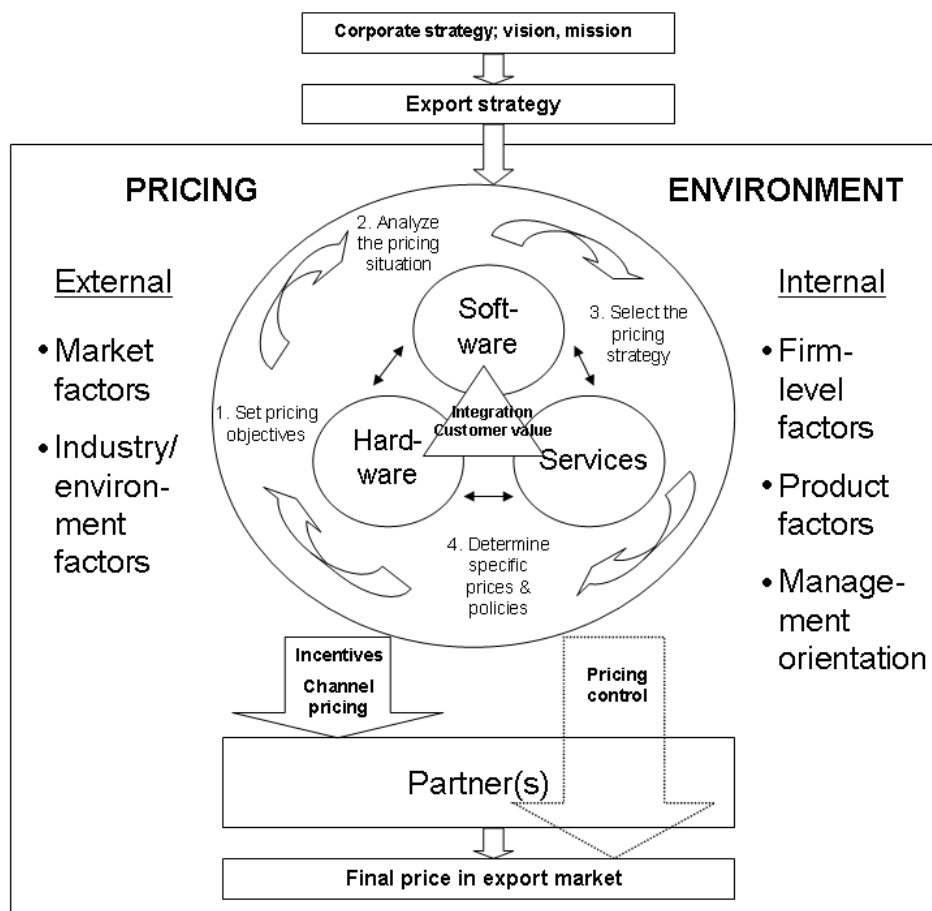 Corporate strategy; vision, mission
Export strategy
PRICING
ENVIRONMENT
External
• Market
factors
• Industry/
environ-
ment
factors
2. Analyze
the pricing
situation
3. Select the
pricing
strategy
1. Set pricing
objectives
4. Determine
specific
prices &
policies
Soft-
ware
Hard-
ware
Services
Integration
Customer value
Internal
• Firm-
level
factors
• Product
factors
• Manage-
ment
orientation
Incentives
Channel
pricing
Pricing
control
Partner(s)
Final price in export market